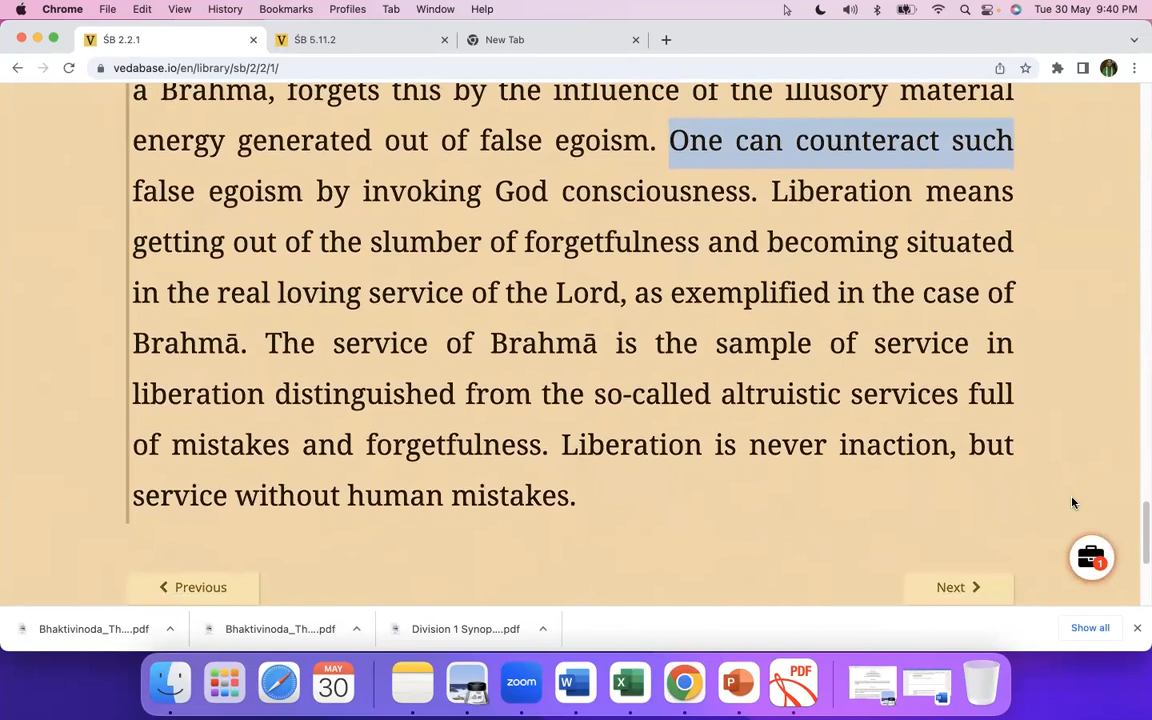 Chrome File Edit View History Bookmarks Profiles Tab Window Help Tue 30 May 9:40 PM
ŚB 2.2.1 ŚB 5.11.2 New Tab
vedabase.io/en/library/sb/2/2/1/
a Brahmā, forgets this by the influence of the illusory material
energy generated out of false egoism. One can counteract such
false egoism by invoking God consciousness. Liberation means
getting out of the slumber of forgetfulness and becoming situated
in the real loving service of the Lord, as exemplified in the case of
Brahmā. The service of Brahmā is the sample of service in
liberation distinguished from the so-called altruistic services full
of mistakes and forgetfulness. Liberation is never inaction, but
service without human mistakes.
1
Previous Next
Bhaktivinoda_Th....pdf Bhaktivinoda_Th....pdf Division 1 Synop....pdf Show all
MAY
30 zoom W X P PDF W